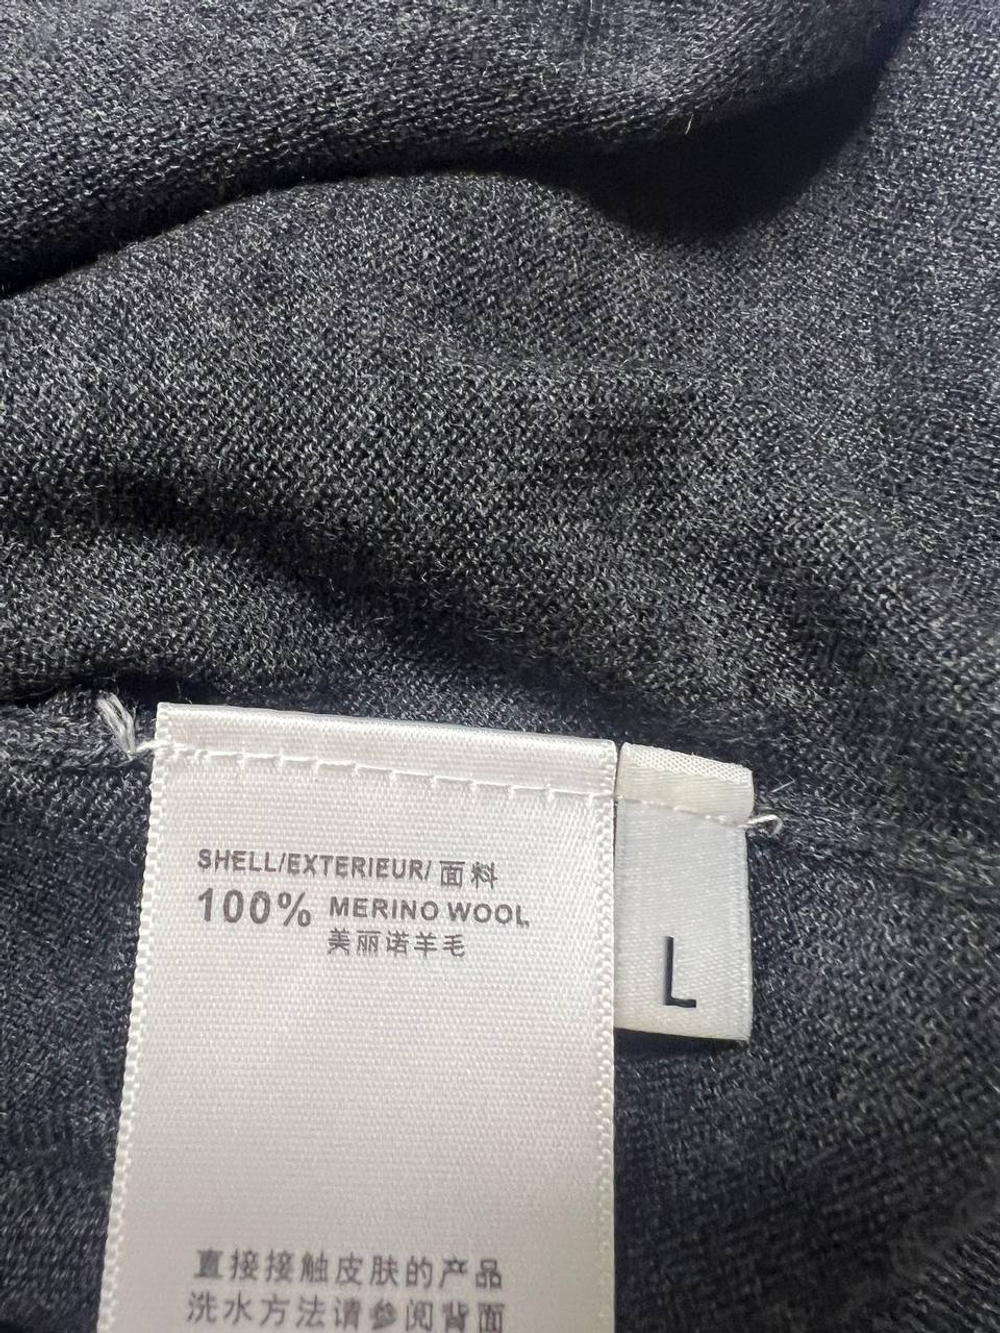 SHELL/EXTERIEUR/ 面料
100% MERINO WOOL
美丽诺羊毛
L
直接接触皮肤的产品
洗水方法请参阅背面